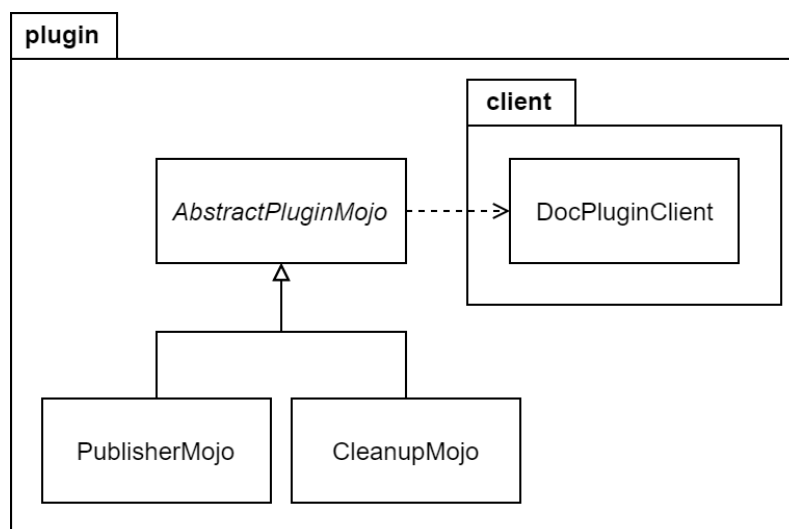 plugin
client
AbstractPluginMojo
DocPluginClient
PublisherMojo
CleanupMojo